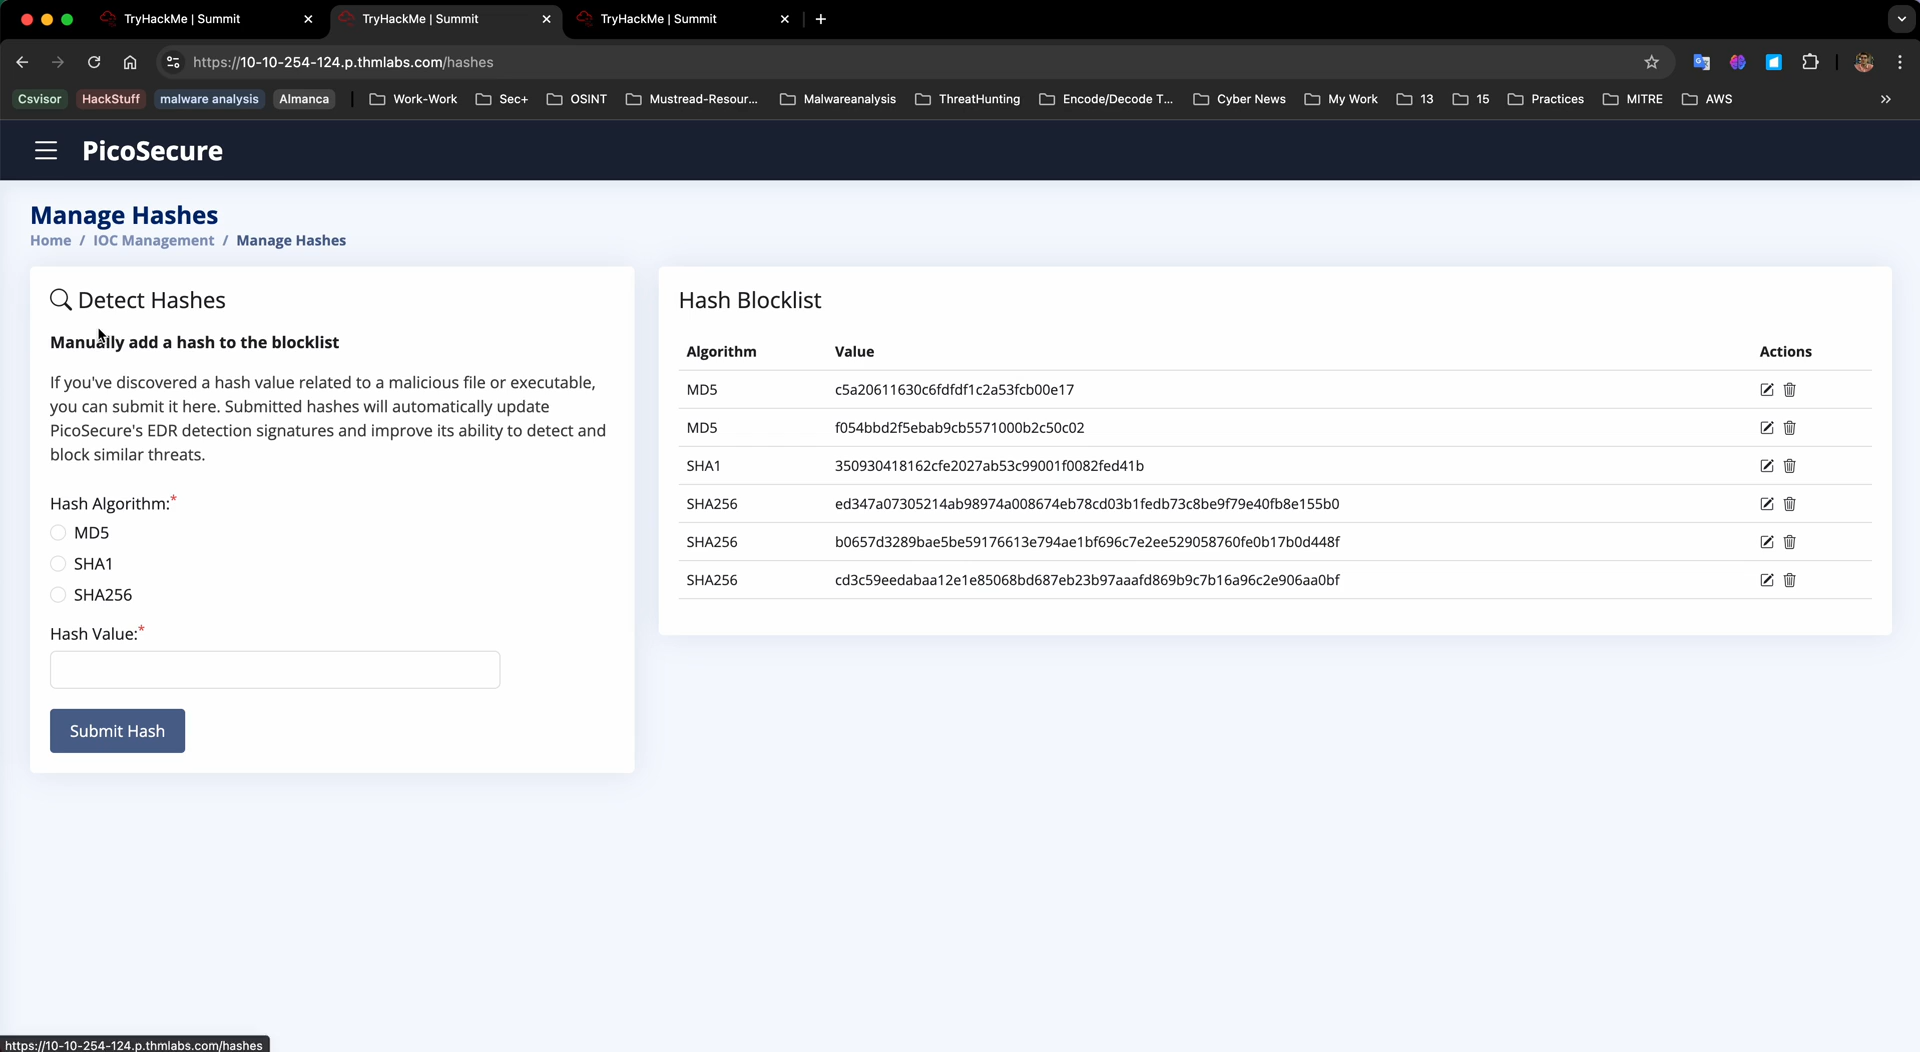 TryHackMe | Summit
TryHackMe | Summit
TryHackMe | Summit
https://10-10-254-124.p.thmlabs.com/hashes
Csvisor HackStuff malware analysis Almanca Work-Work Sec+ OSINT Mustread-Resour... Malwareanalysis ThreatHunting Encode/Decode T... Cyber News My Work 13 15 Practices MITRE AWS
PicoSecure
Manage Hashes
Home / IOC Management / Manage Hashes
Detect Hashes
Manually add a hash to the blocklist
If you've discovered a hash value related to a malicious file or executable,
you can submit it here. Submitted hashes will automatically update
PicoSecure's EDR detection signatures and improve its ability to detect and
block similar threats.
Hash Algorithm:*
MD5
SHA1
SHA256
Hash Value:*
Submit Hash
Hash Blocklist
Algorithm Value Actions
MD5 c5a20611630c6fdfdf1c2a53fcb00e17
MD5 f054bbd2f5ebab9cb5571000b2c50c02
SHA1 350930418162cfe2027ab53c99001f0082fed41b
SHA256 ed347a07305214ab98974a008674eb78cd03b1fedb73c8be9f79e40fb8e155b0
SHA256 b0657d3289bae5be59176613e794ae1bf696c7e2ee529058760fe0b17b0d448f
SHA256 cd3c59eedabaa12e1e85068bd687eb23b97aaafd869b9c7b16a96c2e906aa0bf
https://10-10-254-124.p.thmlabs.com/hashes